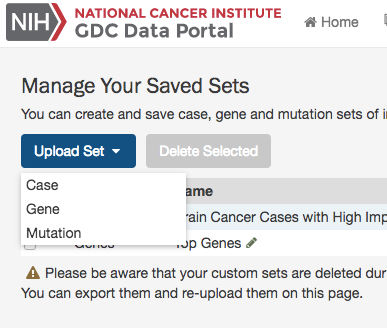 NIH NATIONAL CANCER INSTITUTE
GDC Data Portal
Home
Manage Your Saved Sets
You can create and save case, gene and mutation sets of
Upload Set Delete Selected
Case
Gene
Mutation
ame
rain Cancer Cases with High Imp
Genes Top Genes
Please be aware that your custom sets are deleted dur
You can export them and re-upload them on this page.